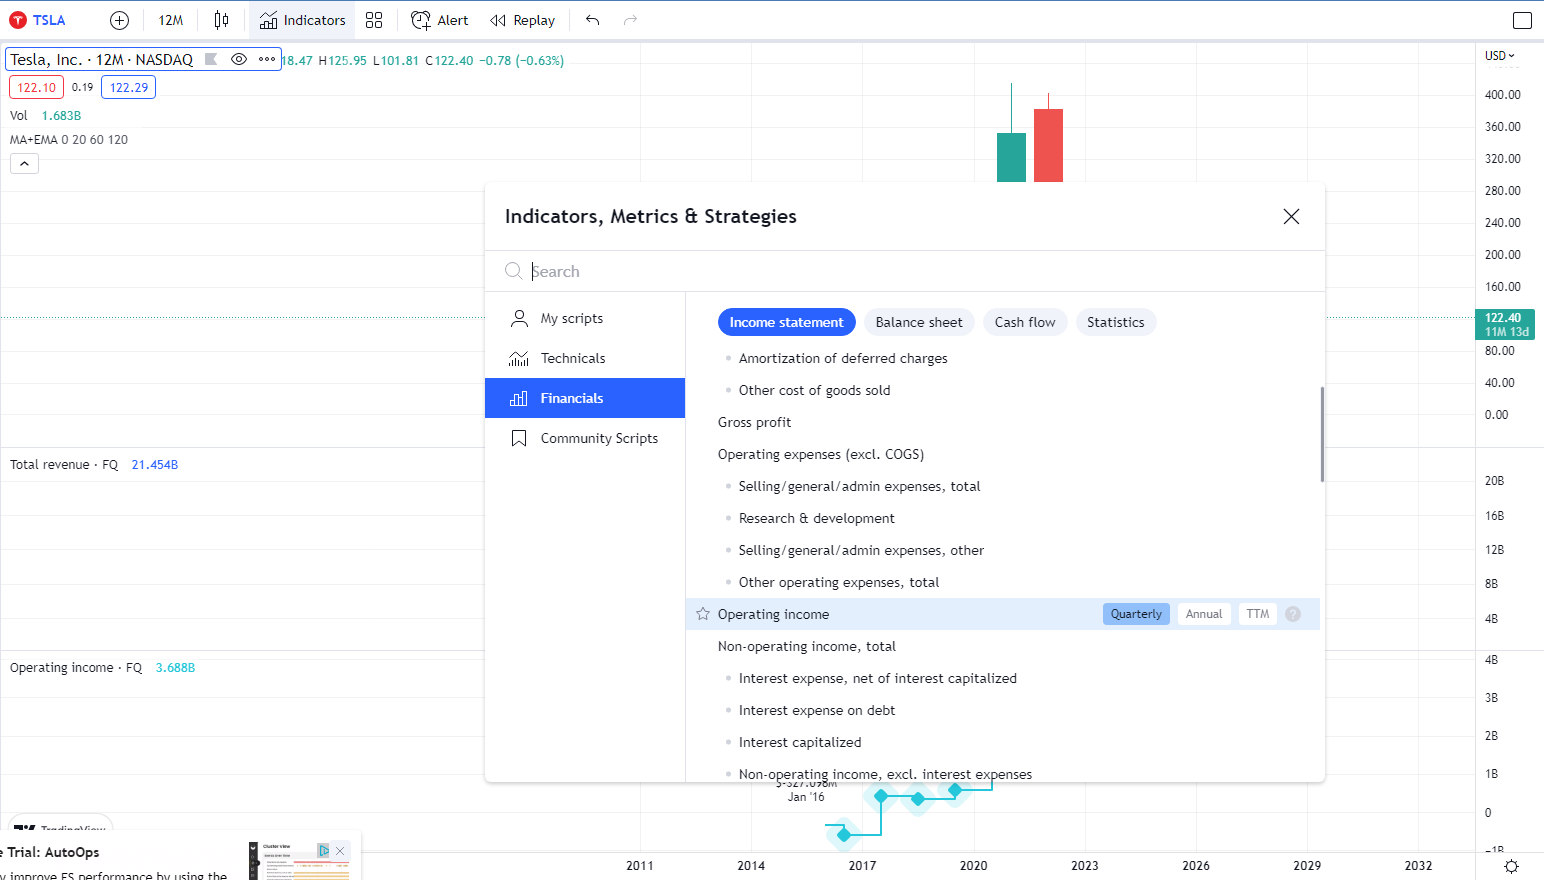 TSLA 12M Indicators Alert Replay
Tesla, Inc. · 12M · NASDAQ 18.47 H125.95 L101.81 C122.40 −0.78 (−0.63%) USD
122.10 0.19 122.29
Vol 1.683B
MA+EMA 0 20 60 120
400.00
360.00
320.00
280.00
240.00
200.00
160.00
122.40
11M 13d
80.00
40.00
0.00
Indicators, Metrics & Strategies
Search
My scripts
Technicals
Financials
Community Scripts
Income statement Balance sheet Cash flow Statistics
Amortization of deferred charges
Other cost of goods sold
Gross profit
Operating expenses (excl. COGS)
Selling/general/admin expenses, total
Research & development
Selling/general/admin expenses, other
Other operating expenses, total
Operating income Quarterly Annual TTM ?
Non-operating income, total
Interest expense, net of interest capitalized
Interest expense on debt
Interest capitalized
Non-operating income, excl. interest expenses
Total revenue · FQ 21.454B
20B
16B
12B
8B
4B
Operating income · FQ 3.688B
4B
3B
2B
1B
0
−1B
Jan '16
TradingView
Trial: AutoOps
Cluster View
improve FS performance by using the
2011 2014 2017 2020 2023 2026 2029 2032